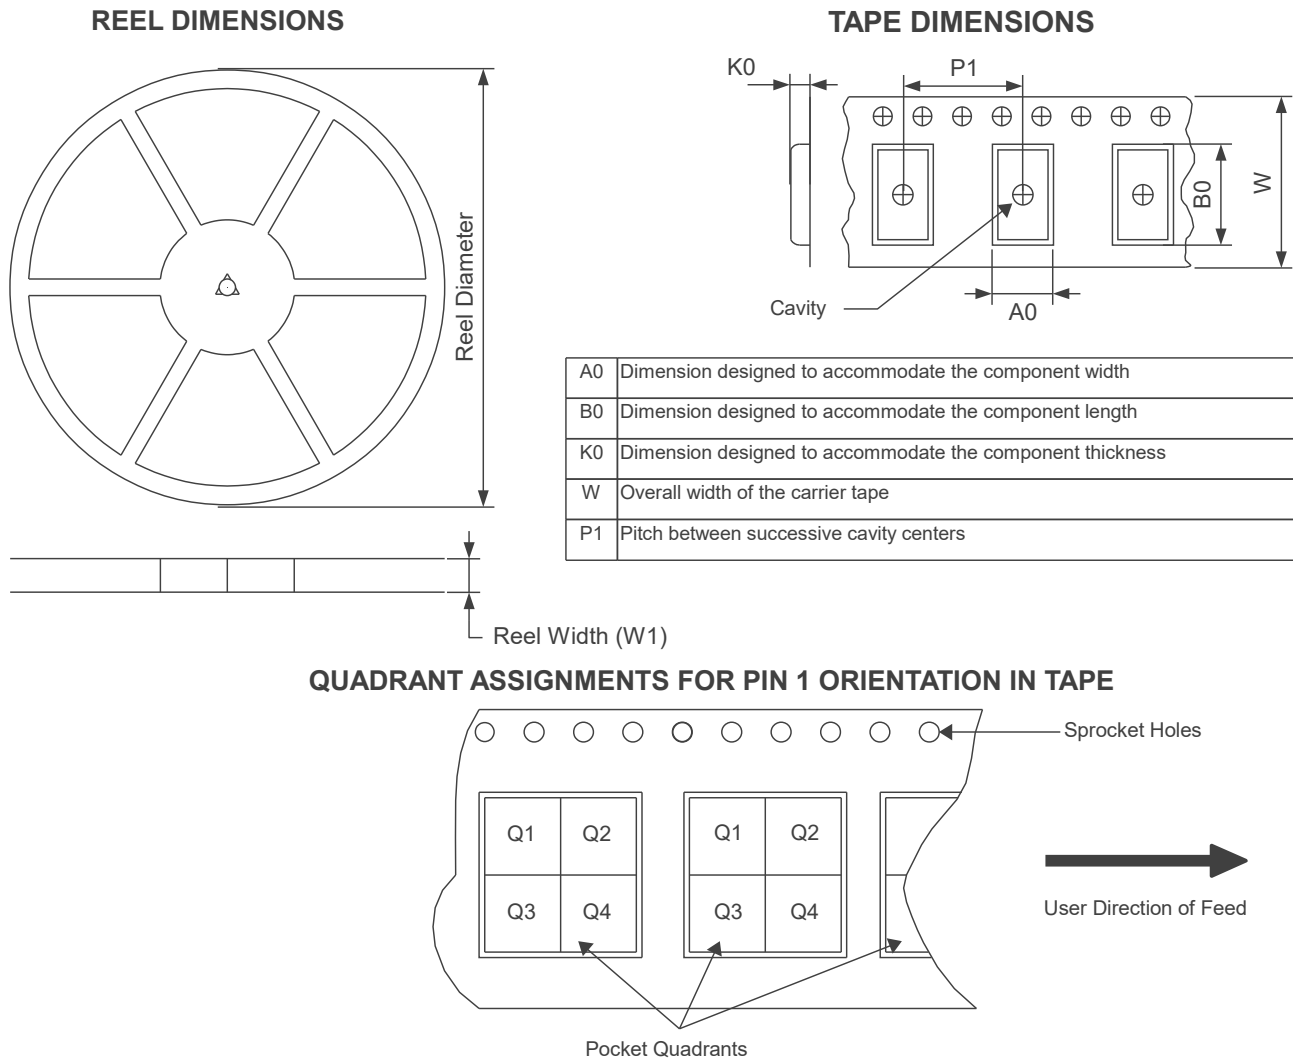 REEL DIMENSIONS
TAPE DIMENSIONS
K0
P1
Reel Diameter
B0
W
Cavity
A0
A0 Dimension designed to accommodate the component width
B0 Dimension designed to accommodate the component length
K0 Dimension designed to accommodate the component thickness
W Overall width of the carrier tape
P1 Pitch between successive cavity centers
Reel Width (W1)
QUADRANT ASSIGNMENTS FOR PIN 1 ORIENTATION IN TAPE
Sprocket Holes
Q1 Q2 Q1 Q2
Q3 Q4 Q3 Q4
User Direction of Feed
Pocket Quadrants